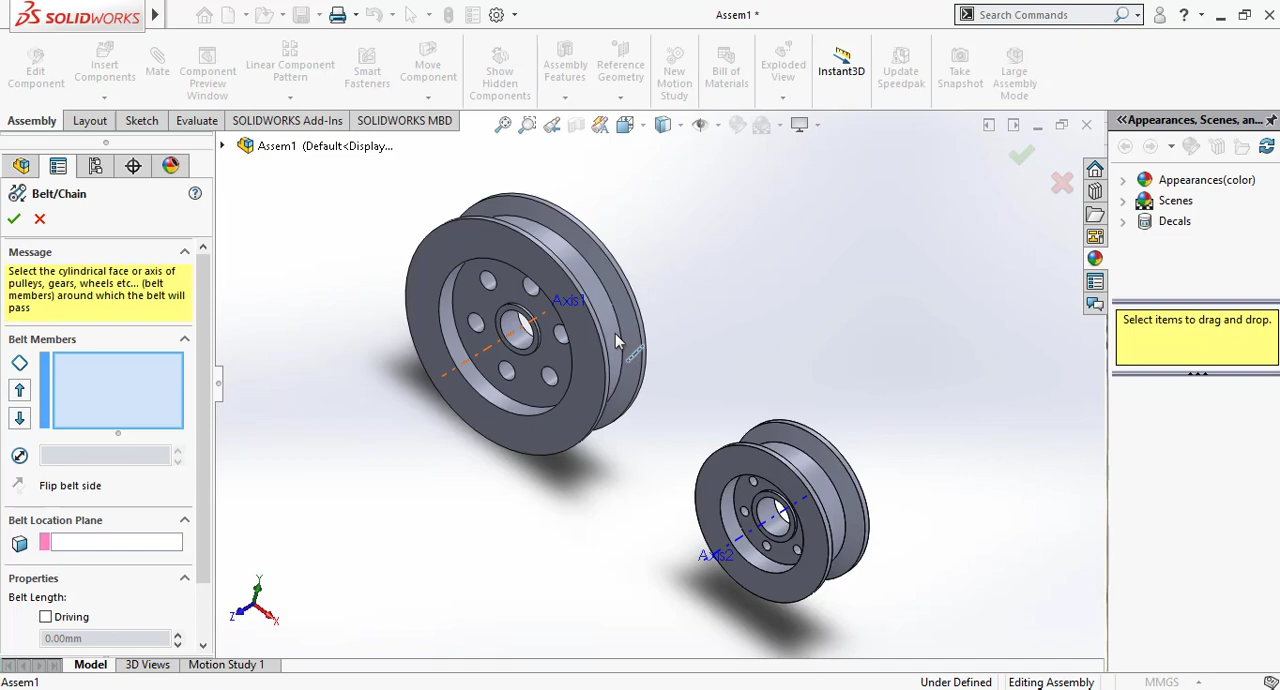 SOLIDWORKS
Assem1 *
Search Commands
?
Edit
Component
Insert
Components
Mate
Component
Preview
Window
Linear Component
Pattern
Smart
Fasteners
Move
Component
Show
Hidden
Components
Assembly
Features
Reference
Geometry
New
Motion
Study
Bill of
Materials
Exploded
View
Instant3D
Update
Speedpak
Take
Snapshot
Large
Assembly
Mode
Assembly
Layout
Sketch
Evaluate
SOLIDWORKS Add-Ins
SOLIDWORKS MBD
Assem1 (Default<Display...
Belt/Chain
Message
Select the cylindrical face or axis of
pulleys, gears, wheels etc... (belt
members) around which the belt will
pass
Belt Members
Flip belt side
Belt Location Plane
Properties
Belt Length:
Driving
0.00mm
Axis1
Axis2
Y
Z
X
Appearances, Scenes, an...
Appearances(color)
Scenes
Decals
Select items to drag and drop.
Model
3D Views
Motion Study 1
Assem1
Under Defined
Editing Assembly
MMGS